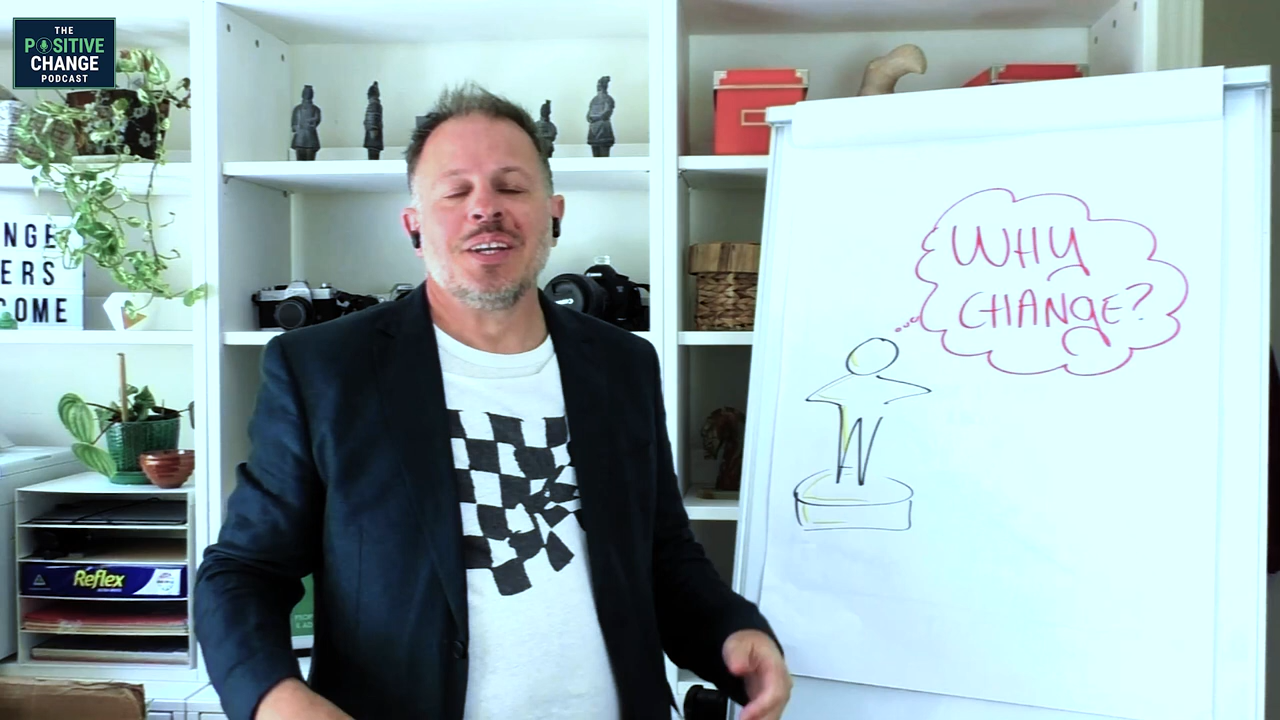 THE
POSITIVE
CHANGE
PODCAST
NGE
ERS
COME
Reflex
WHY
CHANGE?